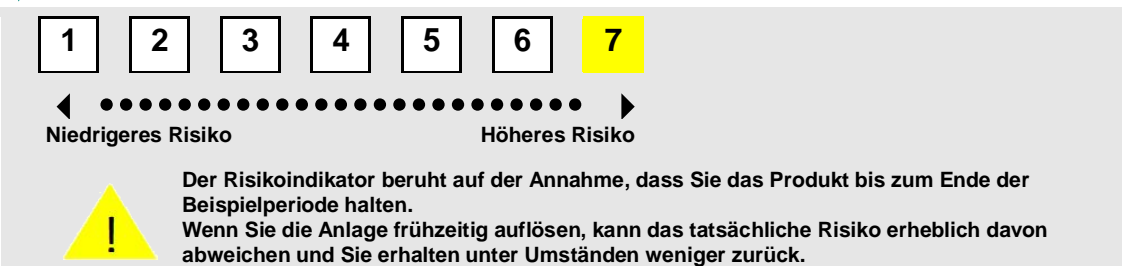 1 2 3 4 5 6 7
Niedrigeres Risiko Höheres Risiko
Der Risikoindikator beruht auf der Annahme, dass Sie das Produkt bis zum Ende der
Beispielperiode halten.
Wenn Sie die Anlage frühzeitig auflösen, kann das tatsächliche Risiko erheblich davon
abweichen und Sie erhalten unter Umständen weniger zurück.
!